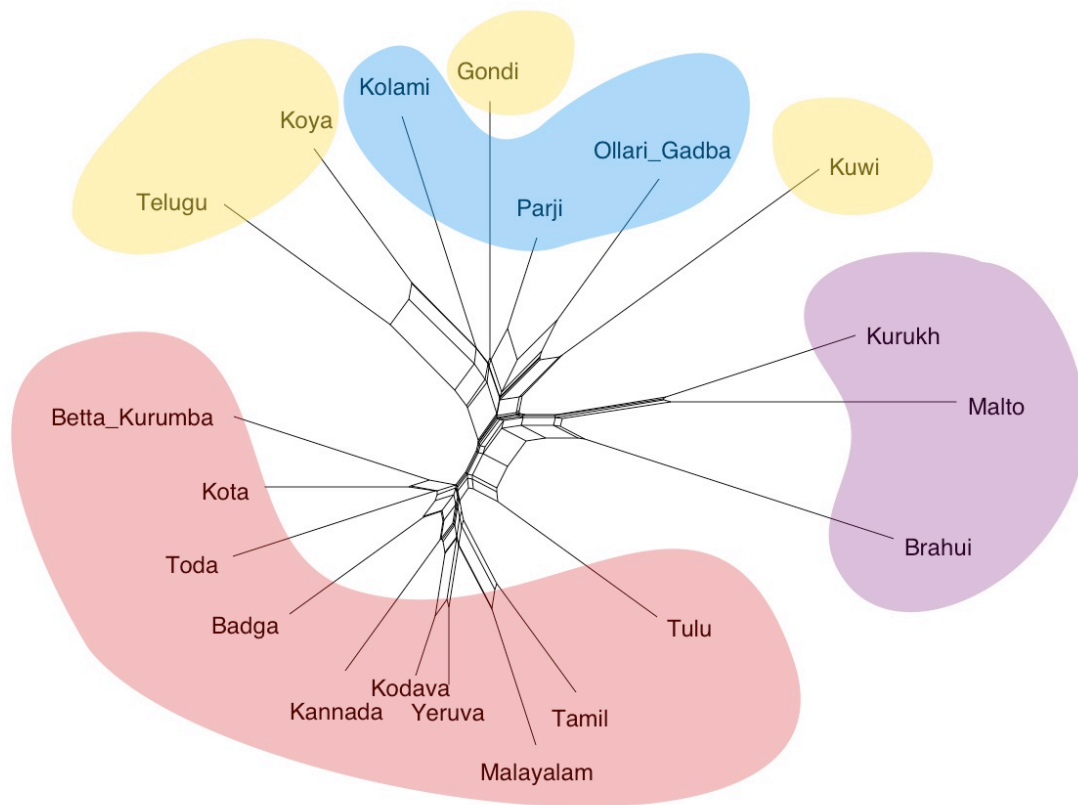 Gondi
Kolami
Koya
Ollari_Gadba
Kuwi
Telugu
Parji
Kurukh
Malto
Betta_Kurumba
Kota
Brahui
Toda
Badga
Tulu
Kodava
Kannada
Yeruva
Tamil
Malayalam